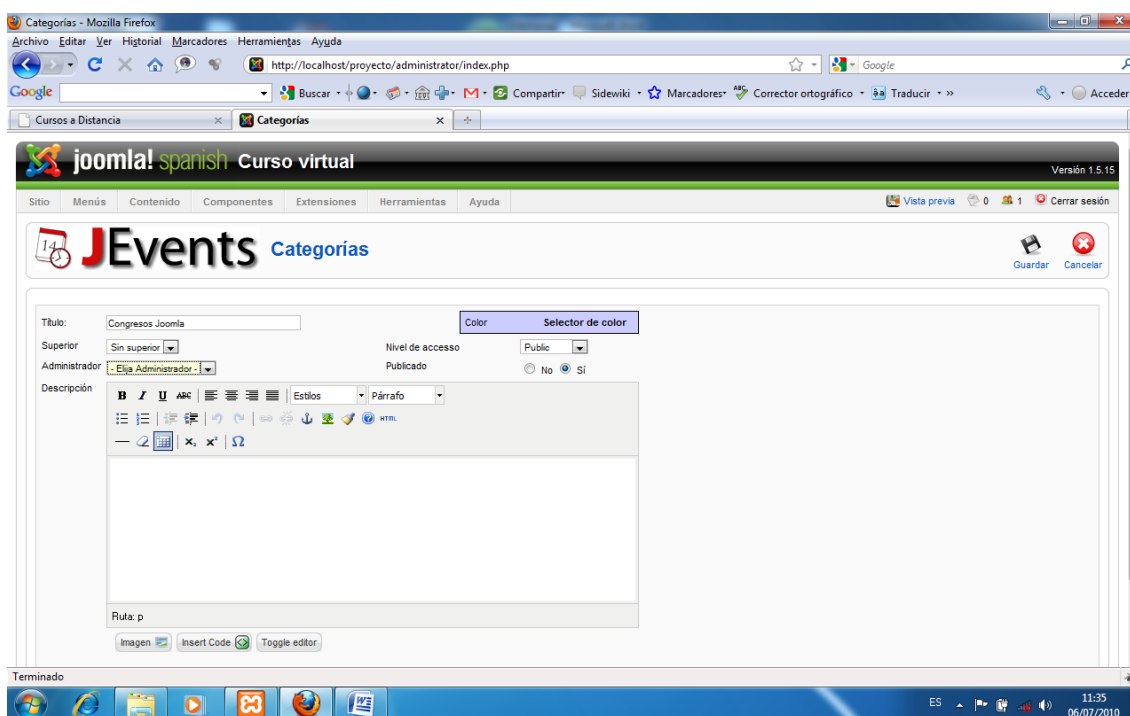 Categorías - Mozilla Firefox
Archivo Editar Ver Historial Marcadores Herramientas Ayuda
http://localhost/proyecto/administrator/index.php Google
Google Buscar Compartir Sidewiki Marcadores Corrector ortográfico Traducir » Acceder
Cursos a Distancia Categorías
joomla! spanish Curso virtual
Versión 1.5.15
Sitio Menús Contenido Componentes Extensiones Herramientas Ayuda Vista previa 0 1 Cerrar sesión
14 JEvents Categorías
Guardar Cancelar
Título: Congresos Joomla Color Selector de color
Superior Sin superior Nivel de accesso Public
Administrador - Elija Administrador - Publicado No Sí
Descripción
B I U ABC Estilos Párrafo
HTML
x, x² Ω
Ruta: p
Imagen Insert Code Toggle editor
Terminado
ES 11:35
06/07/2010